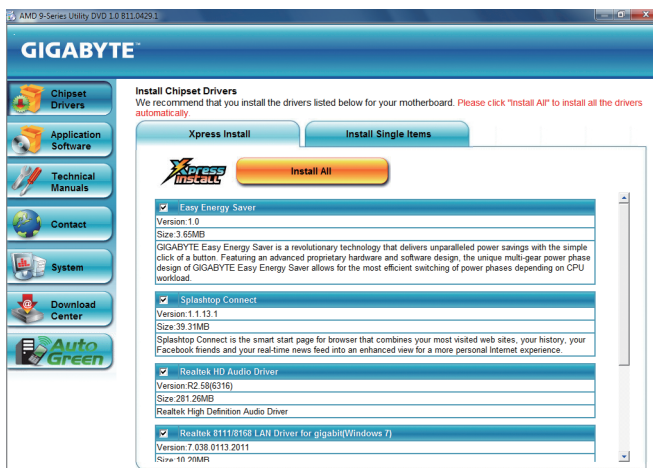 AMD 9-Series Utility DVD 1.0 B11.0429.1
GIGABYTE™
Chipset
Drivers
Application
Software
Technical
Manuals
Contact
System
Download
Center
Auto
Green
Install Chipset Drivers
We recommend that you install the drivers listed below for your motherboard. Please click "Install All" to install all the drivers
automatically.
Xpress Install
Install Single Items
Xpress
Install
Install All
Easy Energy Saver
Version:1.0
Size:3.65MB
GIGABYTE Easy Energy Saver is a revolutionary technology that delivers unparalleled power savings with the simple
click of a button. Featuring an advanced proprietary hardware and software design, the unique multi-gear power phase
design of GIGABYTE Easy Energy Saver allows for the most efficient switching of power phases depending on CPU
workload.
Splashtop Connect
Version:1.1.13.1
Size:39.31MB
Splashtop Connect is the smart start page for browser that combines your most visited web sites, your history, your
Facebook friends and your real-time news feed into an enhanced view for a more personal Internet experience.
Realtek HD Audio Driver
Version:R2.58(6316)
Size:281.26MB
Realtek High Definition Audio Driver
Realtek 8111/8168 LAN Driver for gigabit(Windows 7)
Version:7.038.0113.2011
Size:10.20MB